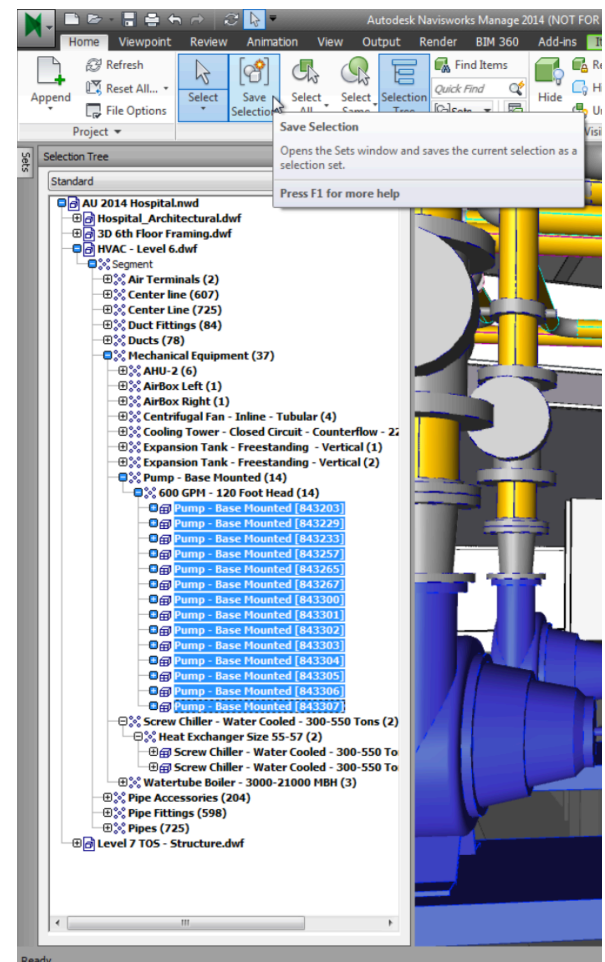 Autodesk Navisworks Manage 2014 (NOT FOR
Home Viewpoint Review Animation View Output Render BIM 360 Add-ins
Append
Refresh
Reset All...
File Options
Project
Select
Save
Selection
Select
All
Select
Same
Selection
Tree
Find Items
Quick Find
Sets
Hide
Save Selection
Opens the Sets window and saves the current selection as a
selection set.
Press F1 for more help
Sets
Selection Tree
Standard
AU 2014 Hospital.nwd
Hospital_Architectural.dwf
3D 6th Floor Framing.dwf
HVAC - Level 6.dwf
Segment
Air Terminals (2)
Center line (607)
Center Line (725)
Duct Fittings (84)
Ducts (78)
Mechanical Equipment (37)
AHU-2 (6)
AirBox Left (1)
AirBox Right (1)
Centrifugal Fan - Inline - Tubular (4)
Cooling Tower - Closed Circuit - Counterflow - 22
Expansion Tank - Freestanding - Vertical (1)
Expansion Tank - Freestanding - Vertical (2)
Pump - Base Mounted (14)
600 GPM - 120 Foot Head (14)
Pump - Base Mounted [843203]
Pump - Base Mounted [843229]
Pump - Base Mounted [843233]
Pump - Base Mounted [843257]
Pump - Base Mounted [843265]
Pump - Base Mounted [843267]
Pump - Base Mounted [843300]
Pump - Base Mounted [843301]
Pump - Base Mounted [843302]
Pump - Base Mounted [843303]
Pump - Base Mounted [843304]
Pump - Base Mounted [843305]
Pump - Base Mounted [843306]
Pump - Base Mounted [843307]
Screw Chiller - Water Cooled - 300-550 Tons (2)
Heat Exchanger Size 55-57 (2)
Screw Chiller - Water Cooled - 300-550 To
Screw Chiller - Water Cooled - 300-550 To
Watertube Boiler - 3000-21000 MBH (3)
Pipe Accessories (204)
Pipe Fittings (598)
Pipes (725)
Level 7 TOS - Structure.dwf
Ready